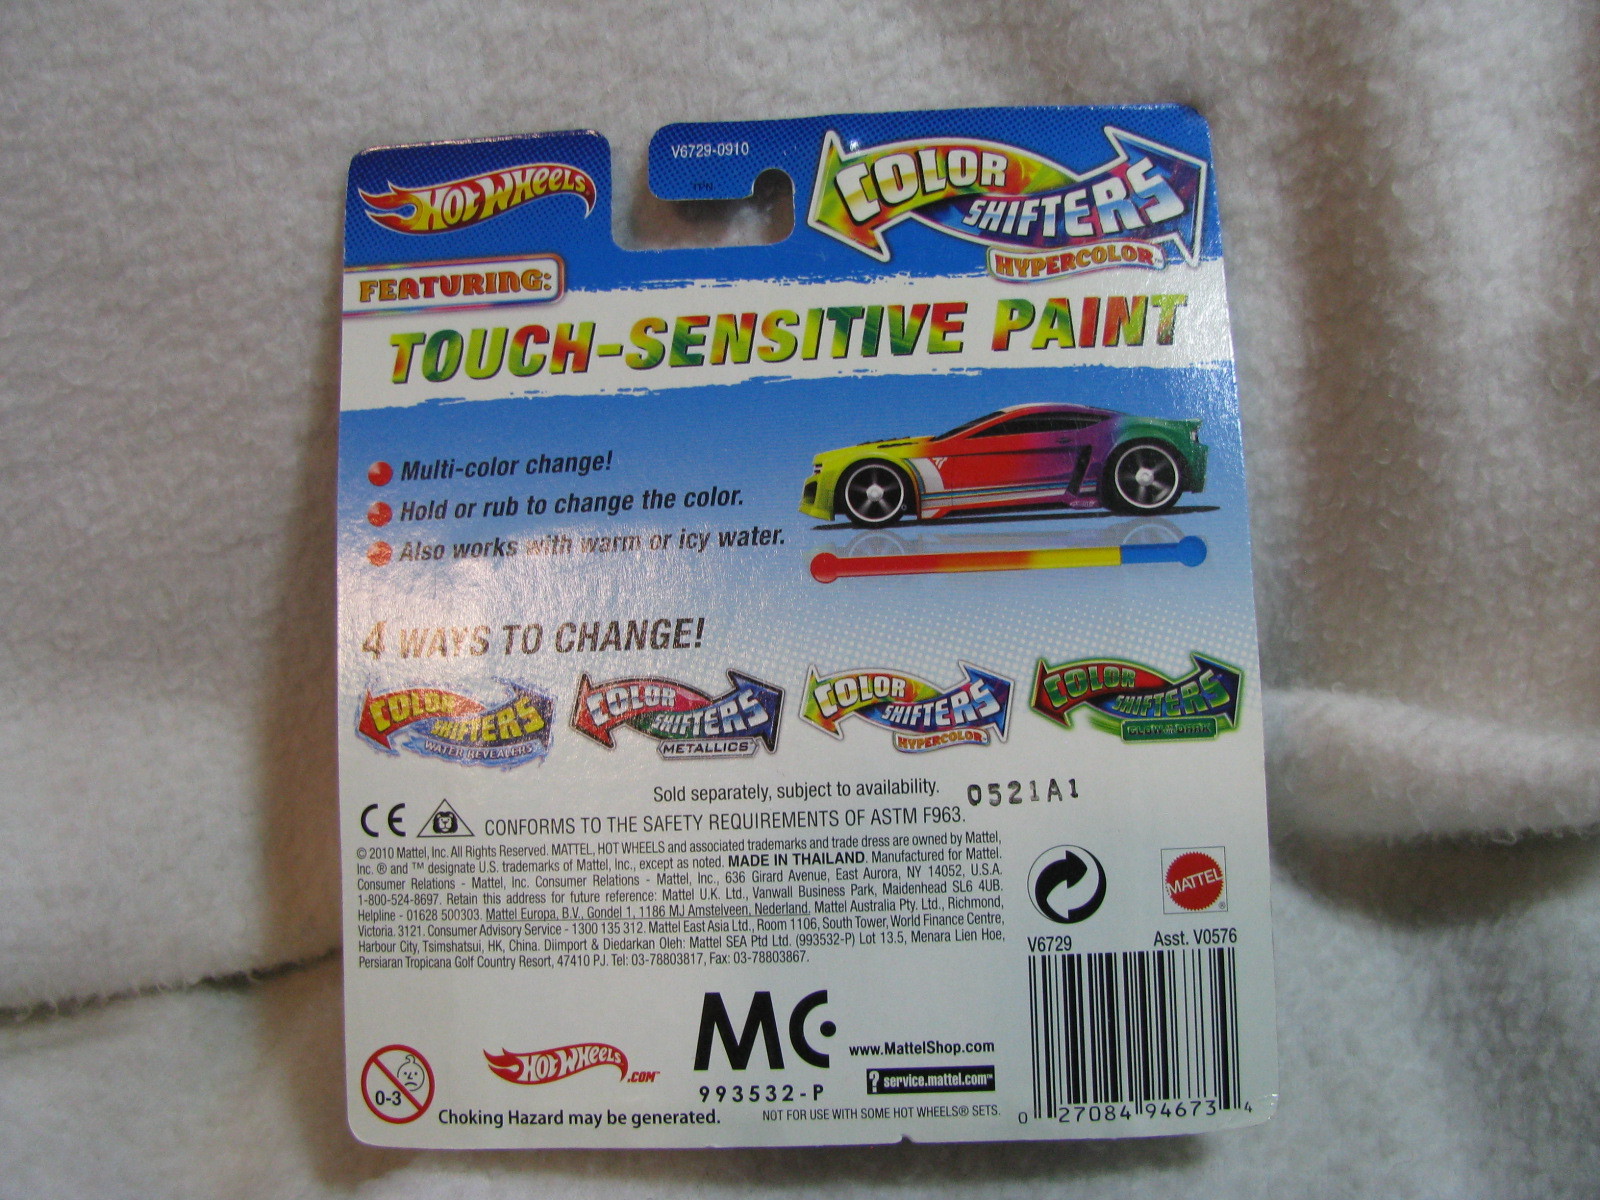 HOT WHEELS
V6729-0910
TPN
COLOR SHIFTERS
HYPERCOLOR™
FEATURING:
TOUCH-SENSITIVE PAINT
Multi-color change!
Hold or rub to change the color.
Also works with warm or icy water.
4 WAYS TO CHANGE!
COLOR SHIFTERS WATER REVEALERS
COLOR SHIFTERS METALLICS
COLOR SHIFTERS HYPERCOLOR™
COLOR SHIFTERS GLOW IN DARK
Sold separately, subject to availability.
0521A1
CE
CONFORMS TO THE SAFETY REQUIREMENTS OF ASTM F963.
© 2010 Mattel, Inc. All Rights Reserved. MATTEL, HOT WHEELS and associated trademarks and trade dress are owned by Mattel,
Inc. ® and ™ designate U.S. trademarks of Mattel, Inc., except as noted. MADE IN THAILAND. Manufactured for Mattel.
Consumer Relations - Mattel, Inc. Consumer Relations - Mattel, Inc., 636 Girard Avenue, East Aurora, NY 14052, U.S.A.
1-800-524-8697. Retain this address for future reference: Mattel U.K. Ltd., Vanwall Business Park, Maidenhead SL6 4UB.
Helpline - 01628 500303. Mattel Europa, B.V., Gondel 1, 1186 MJ Amstelveen, Nederland. Mattel Australia Pty. Ltd., Richmond,
Victoria. 3121. Consumer Advisory Service - 1300 135 312. Mattel East Asia Ltd., Room 1106, South Tower, World Finance Centre,
Harbour City, Tsimshatsui, HK, China. Diimport & Diedarkan Oleh: Mattel SEA Ptd Ltd. (993532-P) Lot 13.5, Menara Lien Hoe,
Persiaran Tropicana Golf Country Resort, 47410 PJ. Tel: 03-78803817, Fax: 03-78803867.
MATTEL®
V6729
Asst. V0576
0-3
HOT WHEELS.COM™
MC
993532-P
www.MattelShop.com
? service.mattel.com™
Choking Hazard may be generated.
NOT FOR USE WITH SOME HOT WHEELS® SETS.
0 27084 94673 4